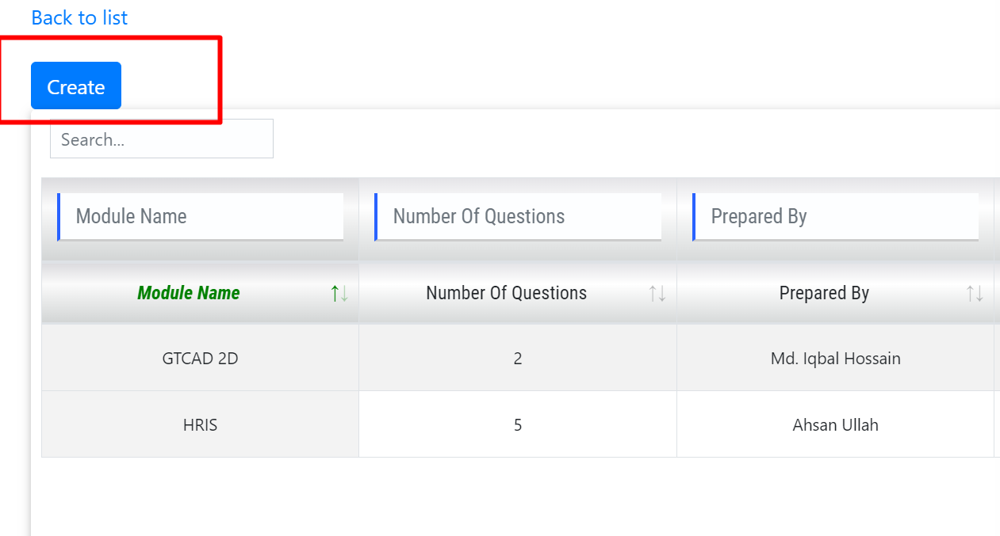 Back to list
Create
Search...
Module Name Number Of Questions Prepared By
Module Name ↑↓ Number Of Questions ↑↓ Prepared By ↑↓
GTCAD 2D 2 Md. Iqbal Hossain
HRIS 5 Ahsan Ullah